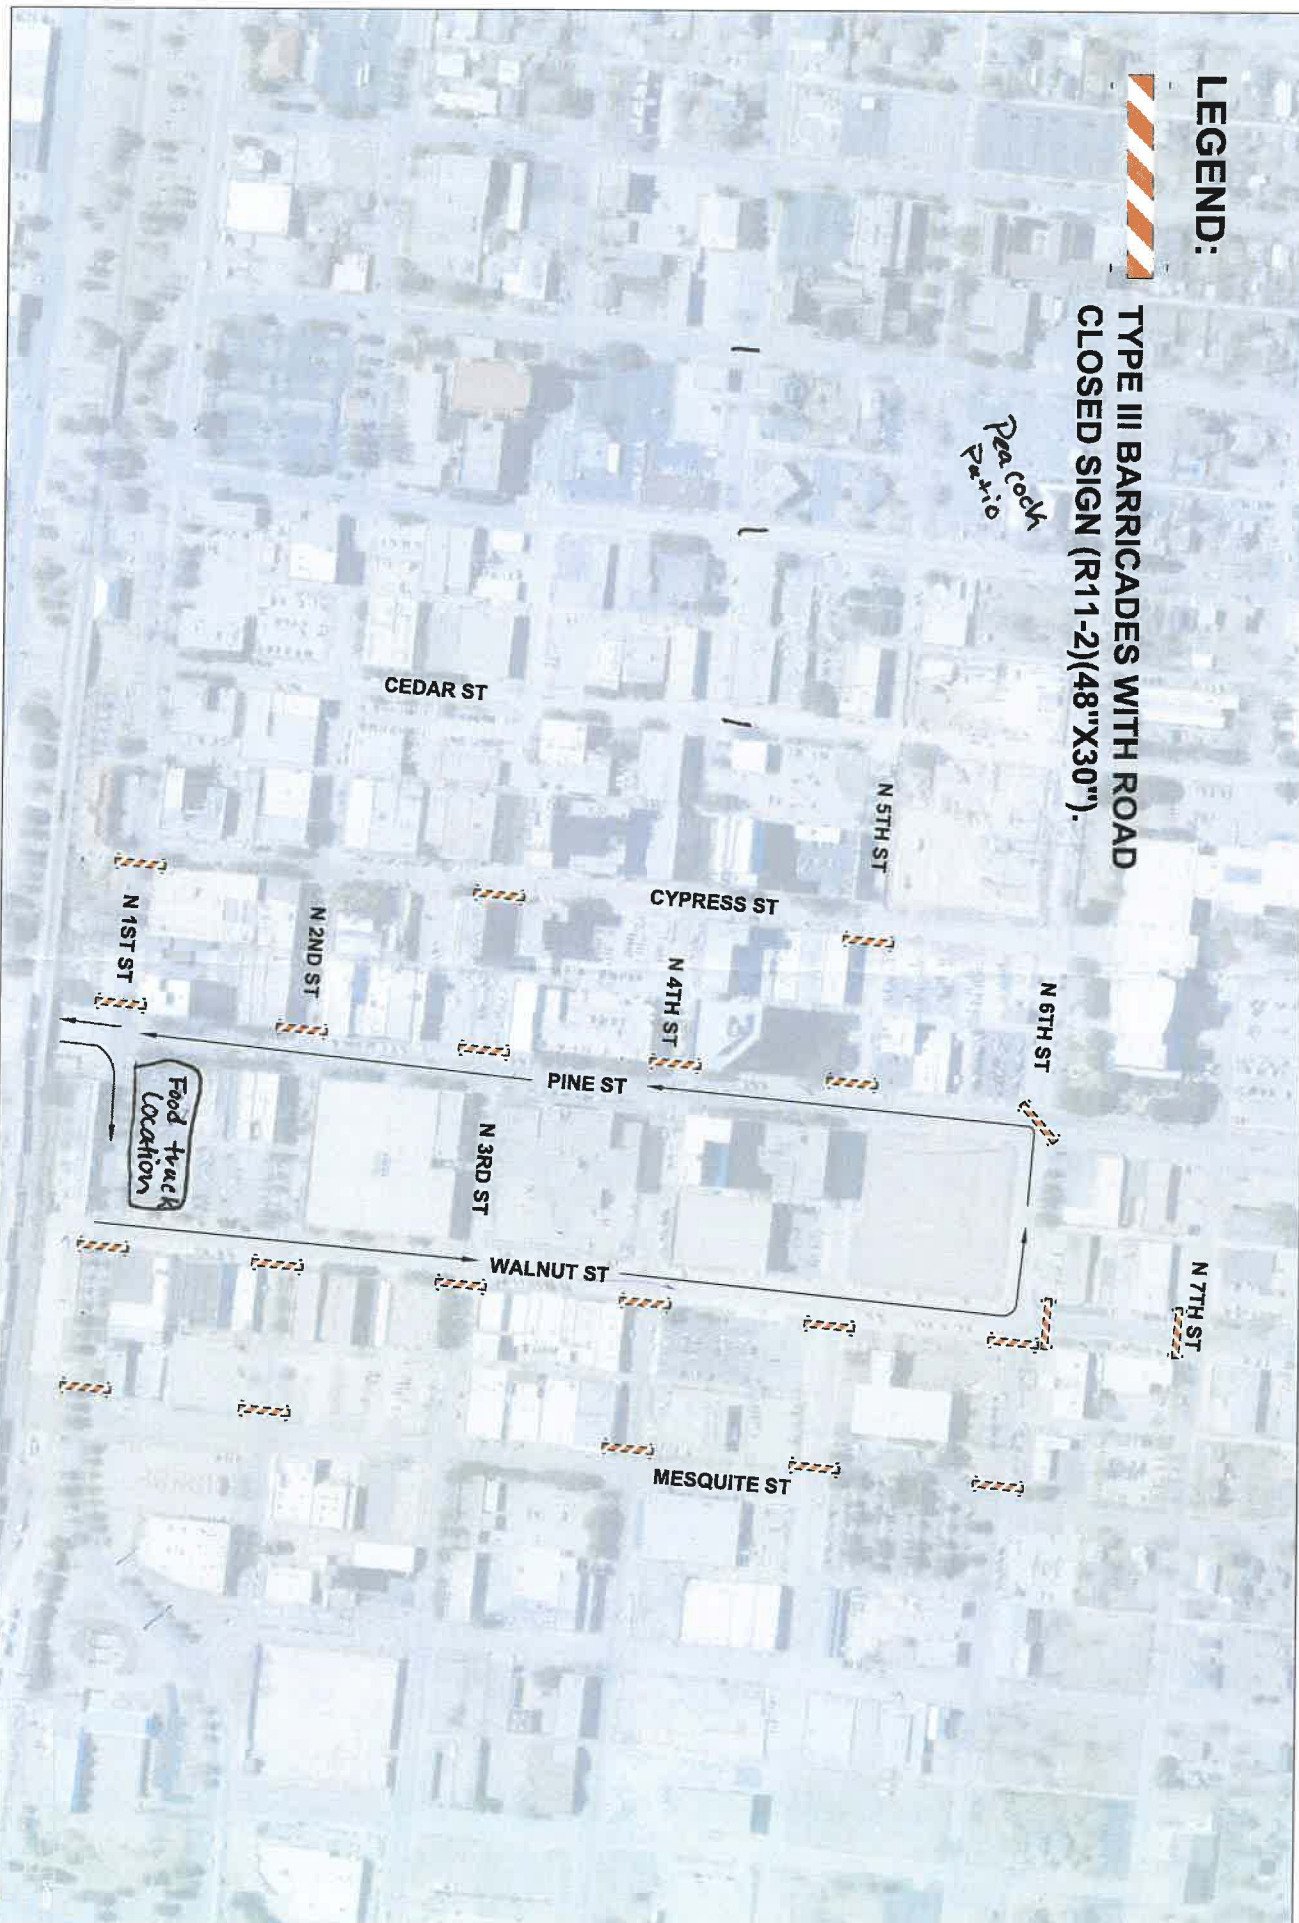 LEGEND:
TYPE III BARRICADES WITH ROAD
CLOSED SIGN (R11-2)(48"X30").
Peacock
Patio
CEDAR ST
N 5TH ST
CYPRESS ST
N 1ST ST
N 2ND ST
N 4TH ST
N 6TH ST
PINE ST
Food truck
location
N 3RD ST
WALNUT ST
N 7TH ST
MESQUITE ST